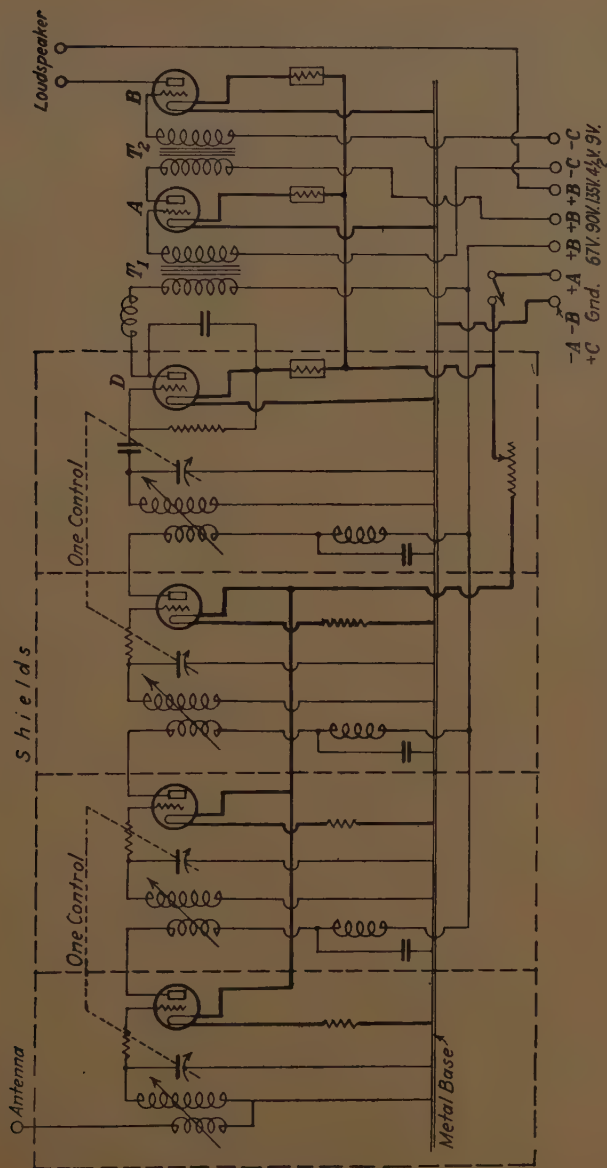 Antenna
Shields
Loudspeaker
One Control
One Control
D
T₁
A
T₂
B
Metal Base
-A -B +A +B +B +B -C -C
+C Gnd. 67V. 90V. 135V. 4½V. 9V.